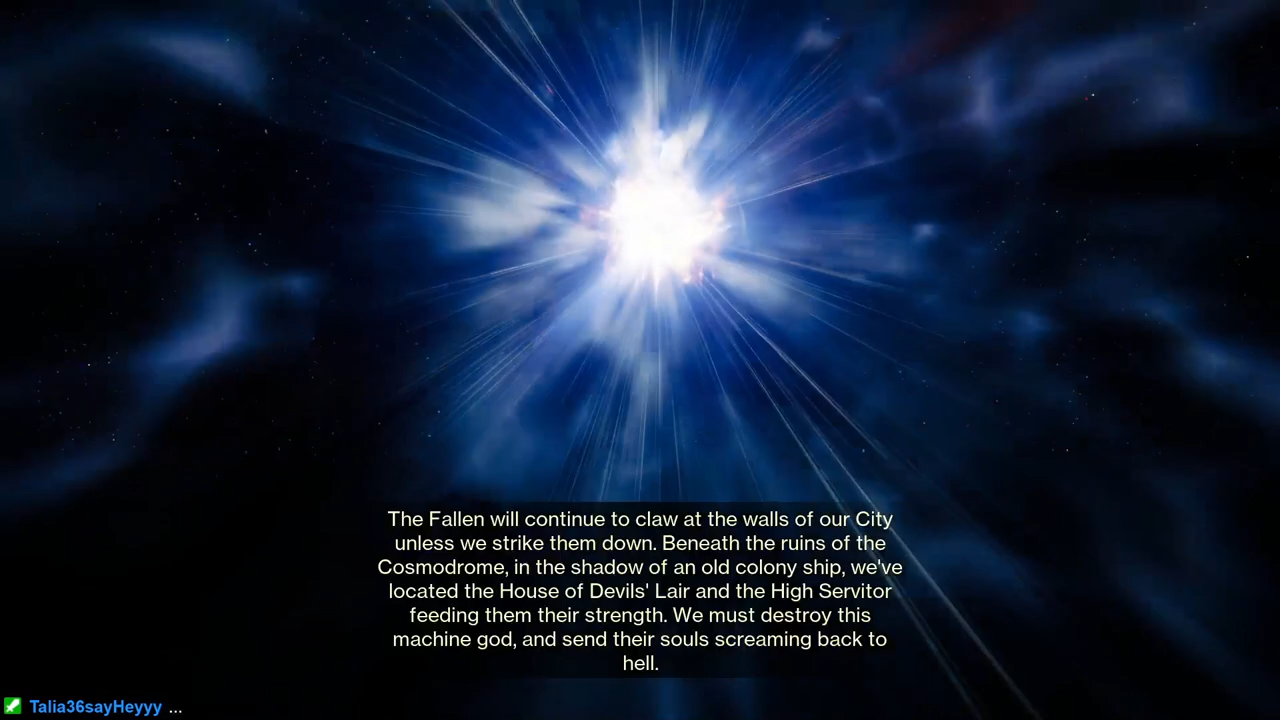 The Fallen will continue to claw at the walls of our City
unless we strike them down. Beneath the ruins of the
Cosmodrome, in the shadow of an old colony ship, we've
located the House of Devils' Lair and the High Servitor
feeding them their strength. We must destroy this
machine god, and send their souls screaming back to
hell.
Talia36sayHeyyy ...